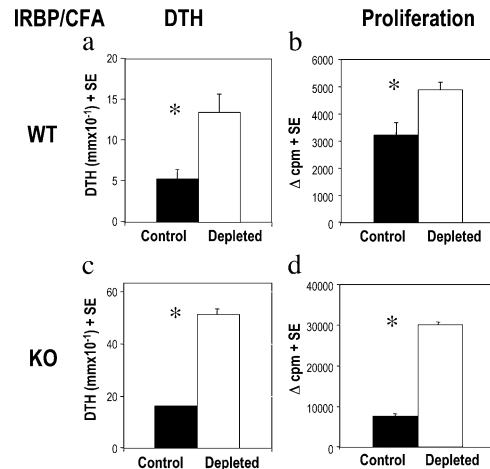 IRBP/CFA DTH Proliferation
a
DTH (mmx10-1) + SE
20
15
10
5
0
*
WT
Control Depleted
b
Δ cpm + SE
6000
5000
4000
3000
2000
1000
0
*
Control Depleted
c
DTH (mmx10-1) + SE
60
40
20
0
*
KO
Control Depleted
d
Δ cpm + SE
30000
20000
10000
0
*
Control Depleted